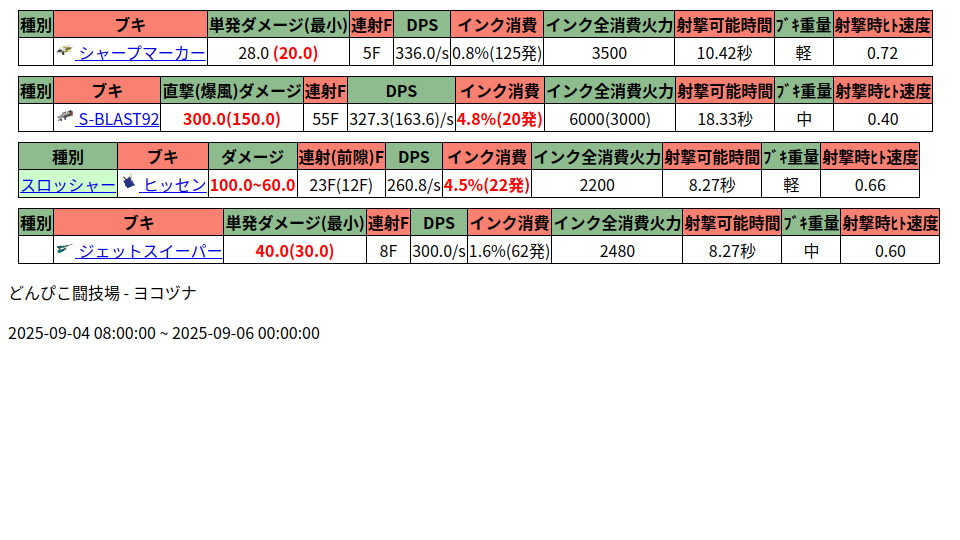 種別 ブキ 単発ダメージ(最小) 連射F DPS インク消費 インク全消費火力 射撃可能時間 ﾌﾞｷ重量 射撃時ﾋﾄ速度
シャープマーカー 28.0 (20.0) 5F 336.0/s 0.8%(125発) 3500 10.42秒 軽 0.72
種別 ブキ 直撃(爆風)ダメージ 連射F DPS インク消費 インク全消費火力 射撃可能時間 ﾌﾞｷ重量 射撃時ﾋﾄ速度
S-BLAST92 300.0(150.0) 55F 327.3(163.6)/s 4.8%(20発) 6000(3000) 18.33秒 中 0.40
種別 ブキ ダメージ 連射(前隙)F DPS インク消費 インク全消費火力 射撃可能時間 ﾌﾞｷ重量 射撃時ﾋﾄ速度
スロッシャー ヒッセン 100.0~60.0 23F(12F) 260.8/s 4.5%(22発) 2200 8.27秒 軽 0.66
種別 ブキ 単発ダメージ(最小) 連射F DPS インク消費 インク全消費火力 射撃可能時間 ﾌﾞｷ重量 射撃時ﾋﾄ速度
ジェットスイーパー 40.0(30.0) 8F 300.0/s 1.6%(62発) 2480 8.27秒 中 0.60
どんぴこ闘技場 - ヨコヅナ
2025-09-04 08:00:00 ~ 2025-09-06 00:00:00